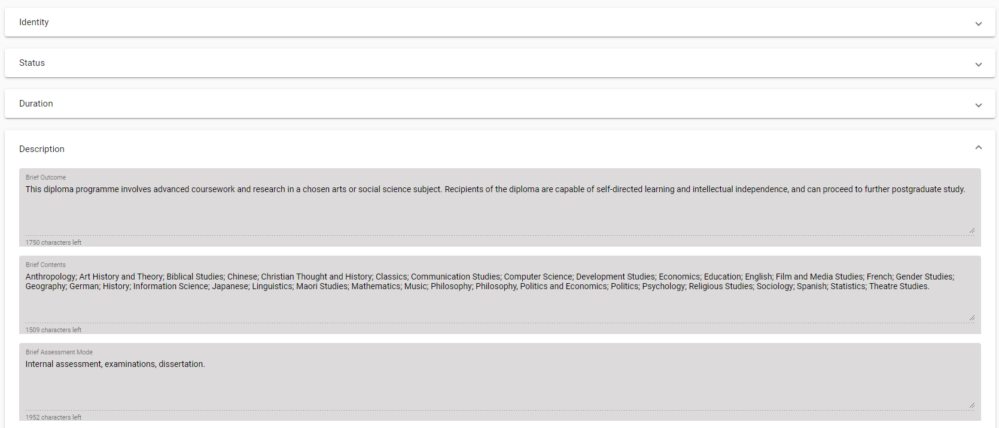 Identity
Status
Duration
Description
Brief Outcome
This diploma programme involves advanced coursework and research in a chosen arts or social science subject. Recipients of the diploma are capable of self-directed learning and intellectual independence, and can proceed to further postgraduate study.
1750 characters left
Brief Contents
Anthropology; Art History and Theory; Biblical Studies; Chinese; Christian Thought and History; Classics; Communication Studies; Computer Science; Development Studies; Economics; Education; English; Film and Media Studies; French; Gender Studies;
Geography; German; History; Information Science; Japanese; Linguistics; Maori Studies; Mathematics; Music; Philosophy; Philosophy, Politics and Economics; Politics; Psychology; Religious Studies; Sociology; Spanish; Statistics; Theatre Studies.
1509 characters left
Brief Assessment Mode
Internal assessment, examinations, dissertation.
1952 characters left